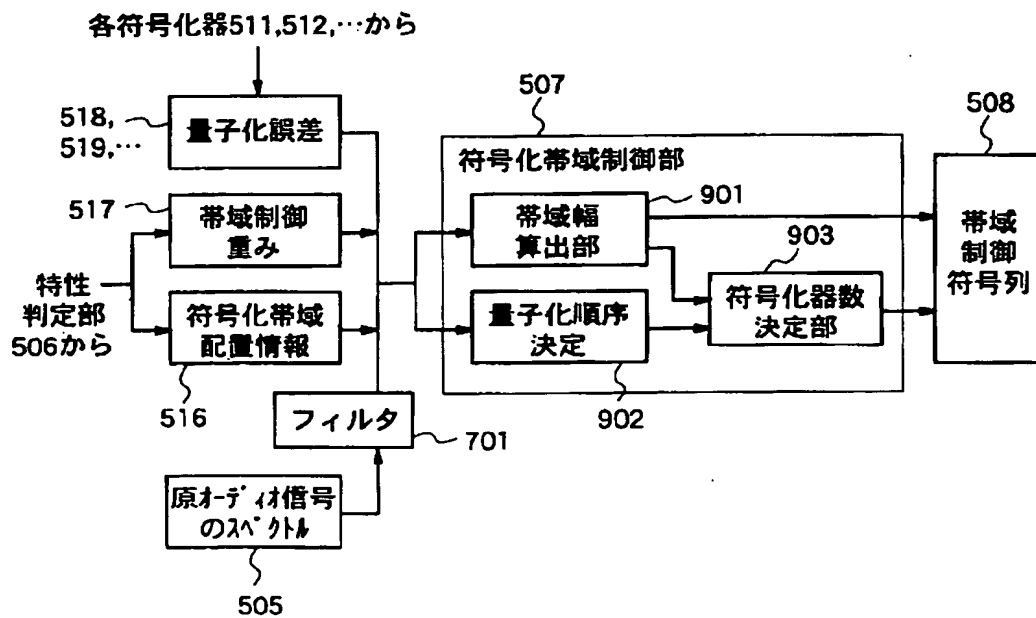 各符号化器511,512,…から
518,
519,…
量子化誤差
517
帯域制御
重み
特性
判定部
506から
符号化帯域
配置情報
516
フィルタ
701
原オーディオ信号
のスペクトル
505
507
符号化帯域制御部
901
帯域幅
算出部
903
量子化順序
決定
902
符号化器数
決定部
508
帯域
制御
符号列